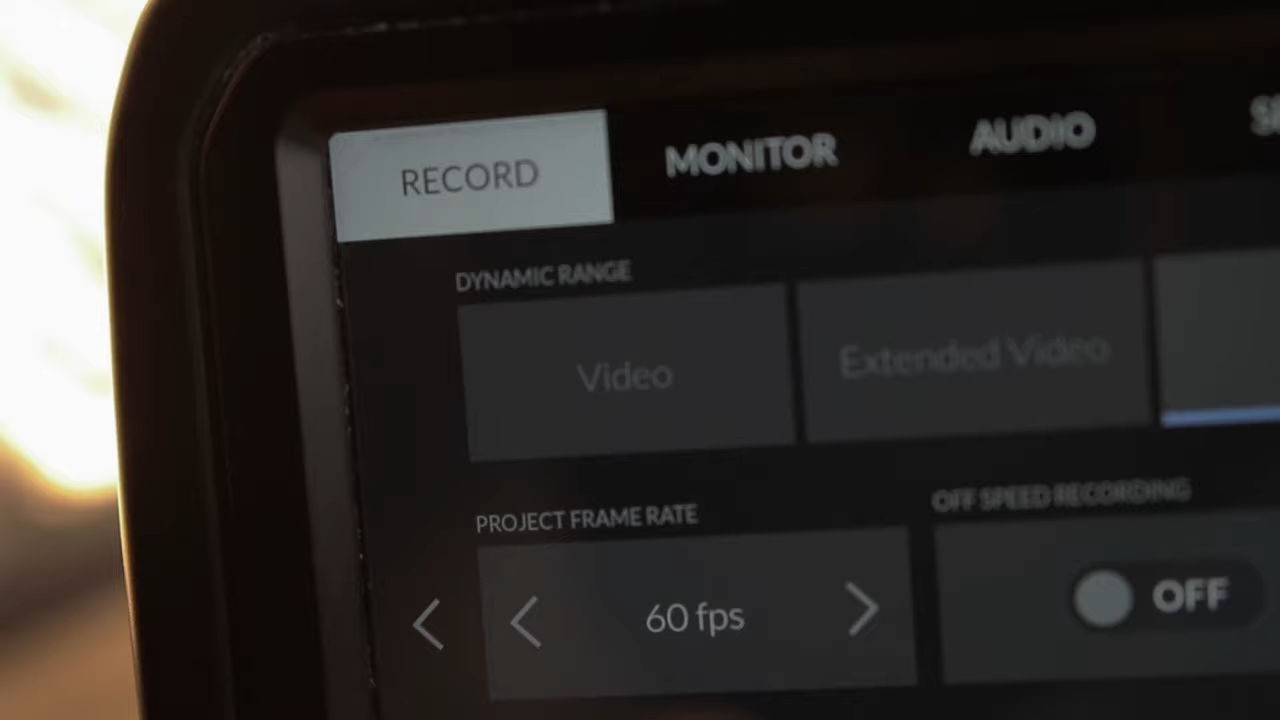 RECORD MONITOR AUDIO
DYNAMIC RANGE
Video Extended Video
PROJECT FRAME RATE OFF SPEED RECORDING
60 fps OFF